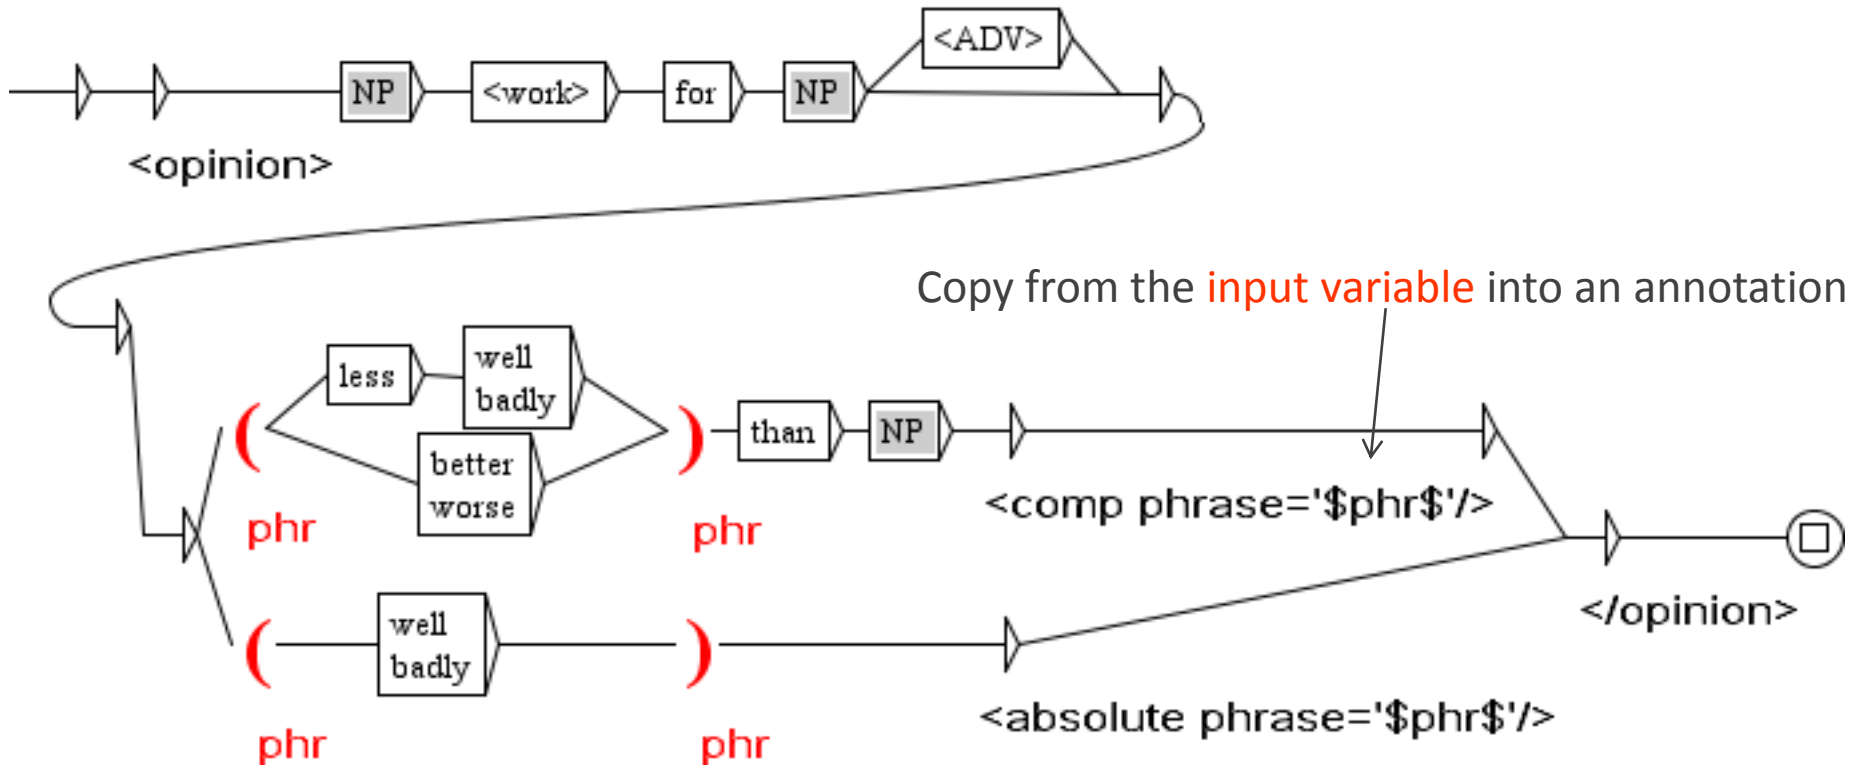 <ADV>
NP <work> for NP
<opinion>
Copy from the input variable into an annotation
less well
badly
( ) than NP
better
worse
<comp phrase='$phr$'/>
phr phr
</opinion>
( well )
badly
<absolute phrase='$phr$'/>
phr phr